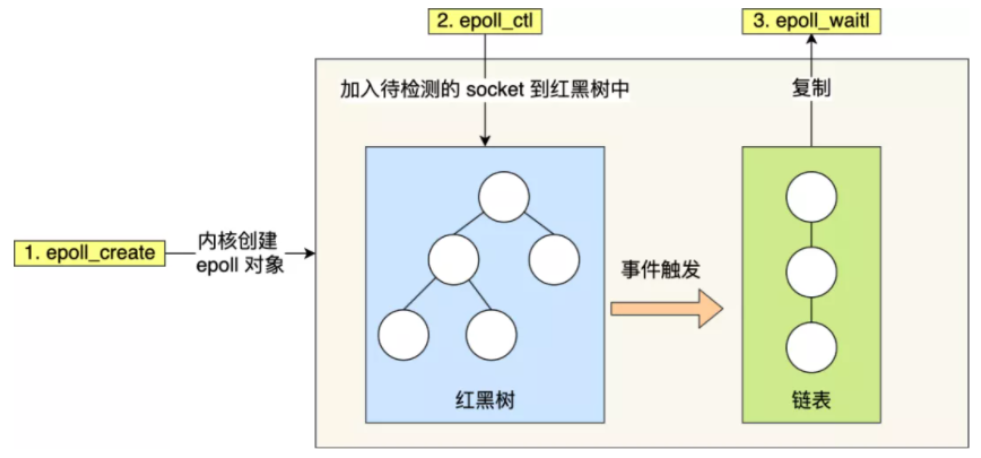 2. epoll_ctl
3. epoll_waitl
加入待检测的 socket 到红黑树中
复制
1. epoll_create
内核创建
epoll 对象
事件触发
红黑树
链表